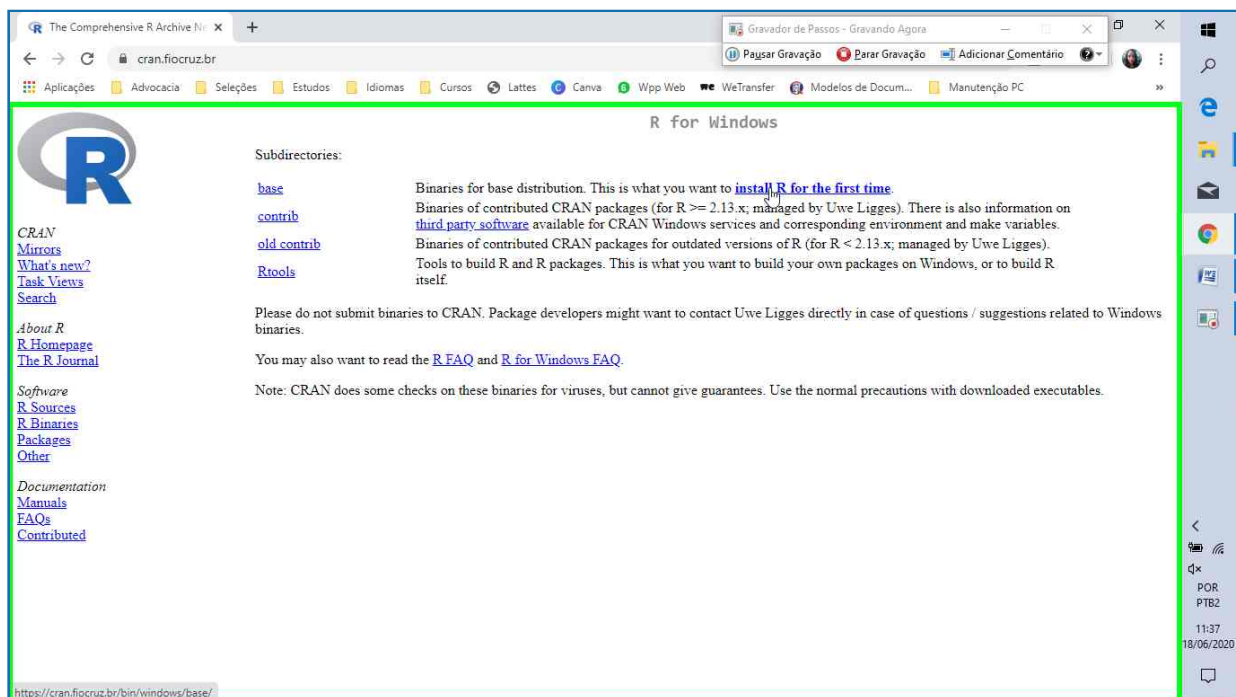 The Comprehensive R Archive Ne
Gravador de Passos - Gravando Agora
Pausar Gravação Parar Gravação Adicionar Comentário
cran.fiocruz.br
Aplicações Advocacia Seleções Estudos Idiomas Cursos Lattes Canva Wpp Web WeTransfer Modelos de Docum... Manutenção PC »
R for Windows
Subdirectories:
base Binaries for base distribution. This is what you want to install R for the first time.
contrib Binaries of contributed CRAN packages (for R >= 2.13.x; managed by Uwe Ligges). There is also information on
third party software available for CRAN Windows services and corresponding environment and make variables.
old contrib Binaries of contributed CRAN packages for outdated versions of R (for R < 2.13.x; managed by Uwe Ligges).
Rtools Tools to build R and R packages. This is what you want to build your own packages on Windows, or to build R
itself.
Please do not submit binaries to CRAN. Package developers might want to contact Uwe Ligges directly in case of questions / suggestions related to Windows
binaries.
You may also want to read the R FAQ and R for Windows FAQ.
Note: CRAN does some checks on these binaries for viruses, but cannot give guarantees. Use the normal precautions with downloaded executables.
R
CRAN
Mirrors
What's new?
Task Views
Search
About R
R Homepage
The R Journal
Software
R Sources
R Binaries
Packages
Other
Documentation
Manuals
FAQs
Contributed
https://cran.fiocruz.br/bin/windows/base/
POR
PTB2
11:37
18/06/2020